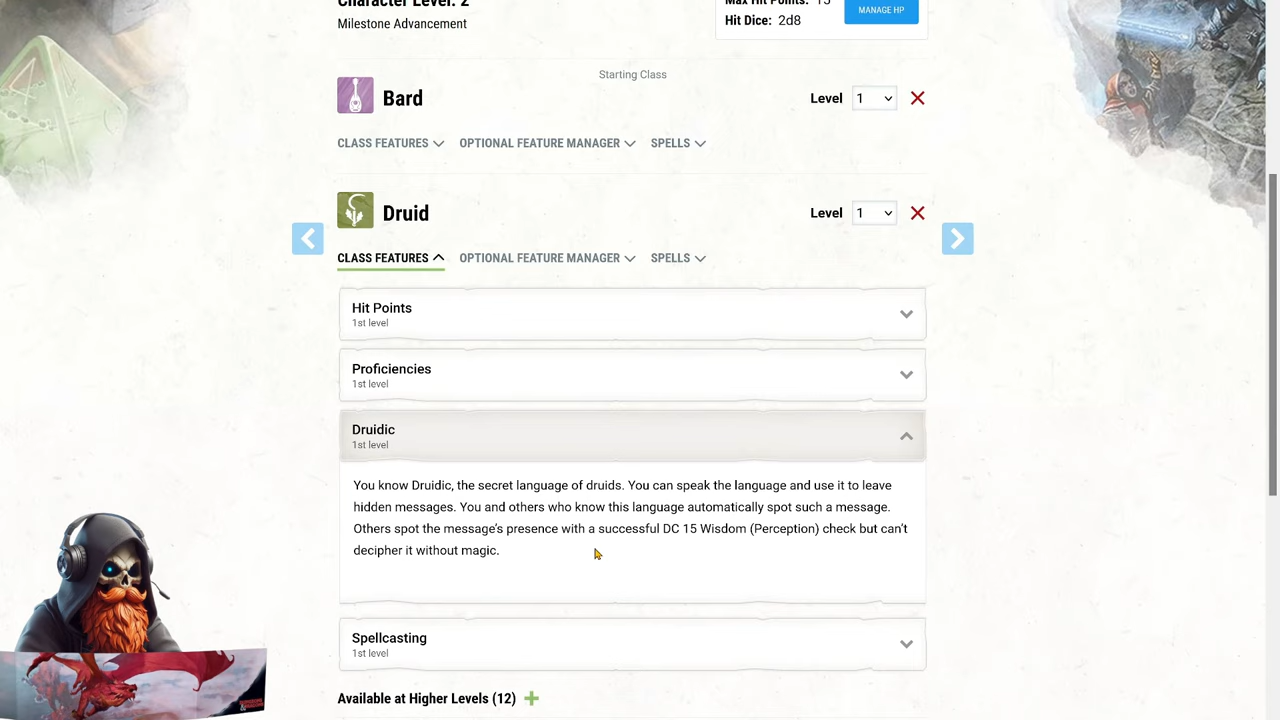 Character Level: 2
Milestone Advancement
Max Hit Points: 15
Hit Dice: 2d8
MANAGE HP
Starting Class
Bard
Level 1
CLASS FEATURES OPTIONAL FEATURE MANAGER SPELLS
Druid
Level 1
CLASS FEATURES OPTIONAL FEATURE MANAGER SPELLS
Hit Points
1st level
Proficiencies
1st level
Druidic
1st level
You know Druidic, the secret language of druids. You can speak the language and use it to leave
hidden messages. You and others who know this language automatically spot such a message.
Others spot the message's presence with a successful DC 15 Wisdom (Perception) check but can't
decipher it without magic.
Spellcasting
1st level
Available at Higher Levels (12)